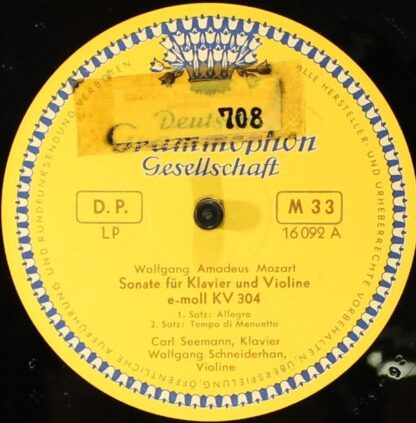 708
Deutsche
Grammophon
Gesellschaft
D. P.
M 33
LP
16 092 A
Wolfgang Amadeus Mozart
Sonate für Klavier und Violine
e-moll KV 304
1. Satz: Allegro
2. Satz: Tempo di Menuetto
Carl Seemann, Klavier
Wolfgang Schneiderhan,
Violine
ALLE HERSTELLER- UND URHEBERRECHTE VORBEHALTEN. ÜBERSPIELUNG, ÖFFENTLICHE AUFFÜHRUNG UND RUNDFUNKSENDUNG VERBOTEN